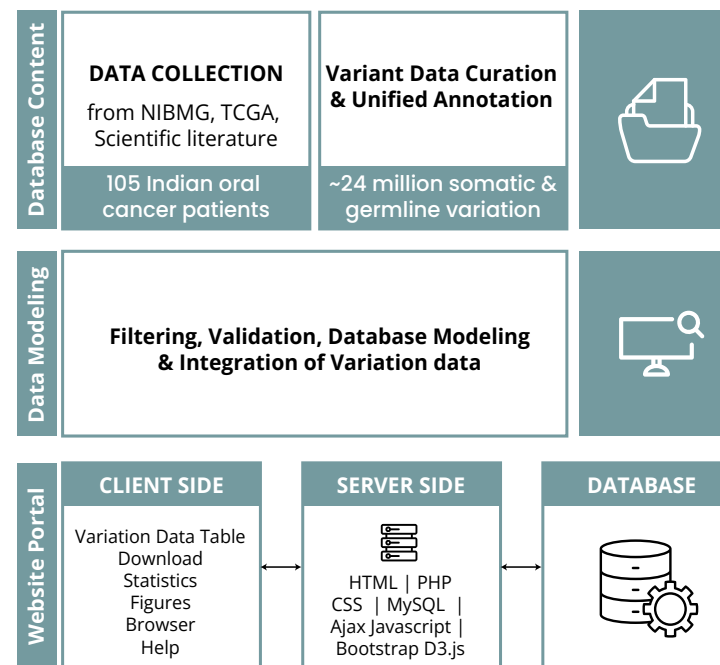 Database Content
DATA COLLECTION
from NIBMG, TCGA,
Scientific literature
105 Indian oral
cancer patients
Variant Data Curation
& Unified Annotation
~24 million somatic &
germline variation
Data Modeling
Filtering, Validation, Database Modeling
& Integration of Variation data
Website Portal
CLIENT SIDE
Variation Data Table
Download
Statistics
Figures
Browser
Help
SERVER SIDE
HTML | PHP
CSS | MySQL |
Ajax Javascript |
Bootstrap D3.js
DATABASE